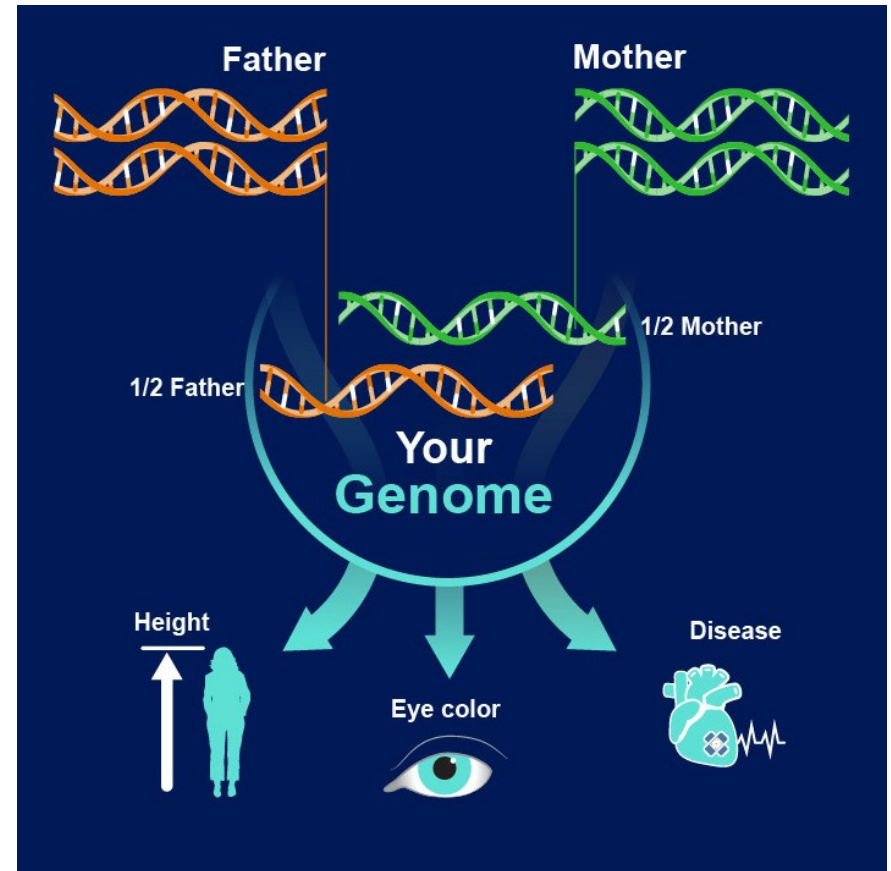 Father
Mother
1/2 Mother
1/2 Father
Your
Genome
Height
Eye color
Disease